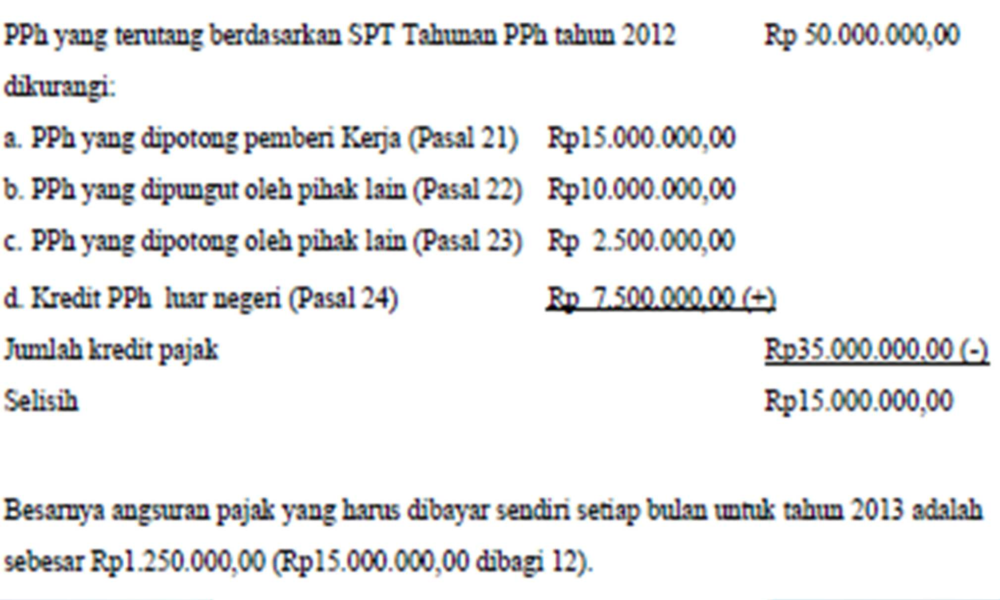 PPh yang terutang berdasarkan SPT Tahunan PPh tahun 2012 Rp 50.000.000,00
dikurangi:
a. PPh yang dipotong pemberi Kerja (Pasal 21) Rp15.000.000,00
b. PPh yang dipungut oleh pihak lain (Pasal 22) Rp10.000.000,00
c. PPh yang dipotong oleh pihak lain (Pasal 23) Rp 2.500.000,00
d. Kredit PPh luar negeri (Pasal 24) Rp 7.500.000,00 (+)
Jumlah kredit pajak Rp35.000.000,00 (-)
Selisih Rp15.000.000,00
Besarnya angsuran pajak yang harus dibayar sendiri setiap bulan untuk tahun 2013 adalah
sebesar Rp1.250.000,00 (Rp15.000.000,00 dibagi 12).